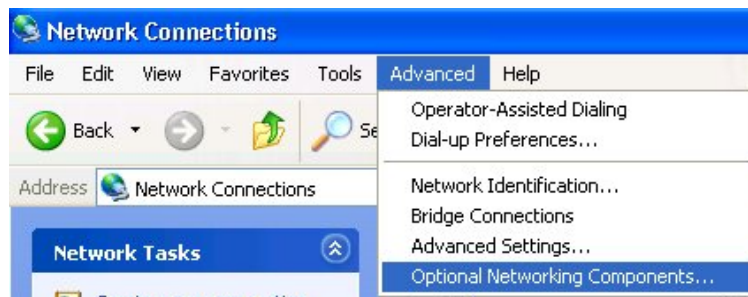 Network Connections
File Edit View Favorites Tools Advanced Help
Operator-Assisted Dialing
Dial-up Preferences...
Network Identification...
Bridge Connections
Advanced Settings...
Optional Networking Components...
Back
Address Network Connections
Network Tasks